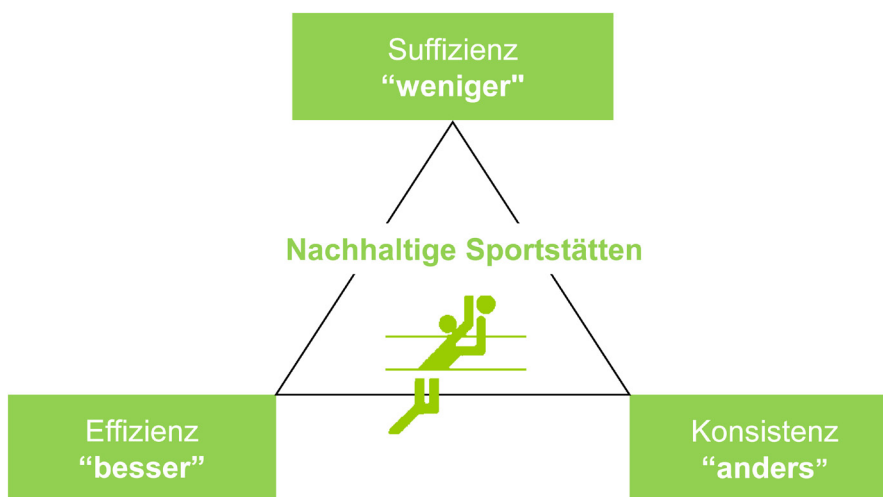 Suffizienz
“weniger"
Nachhaltige Sportstätten
Effizienz
“besser”
Konsistenz
“anders”